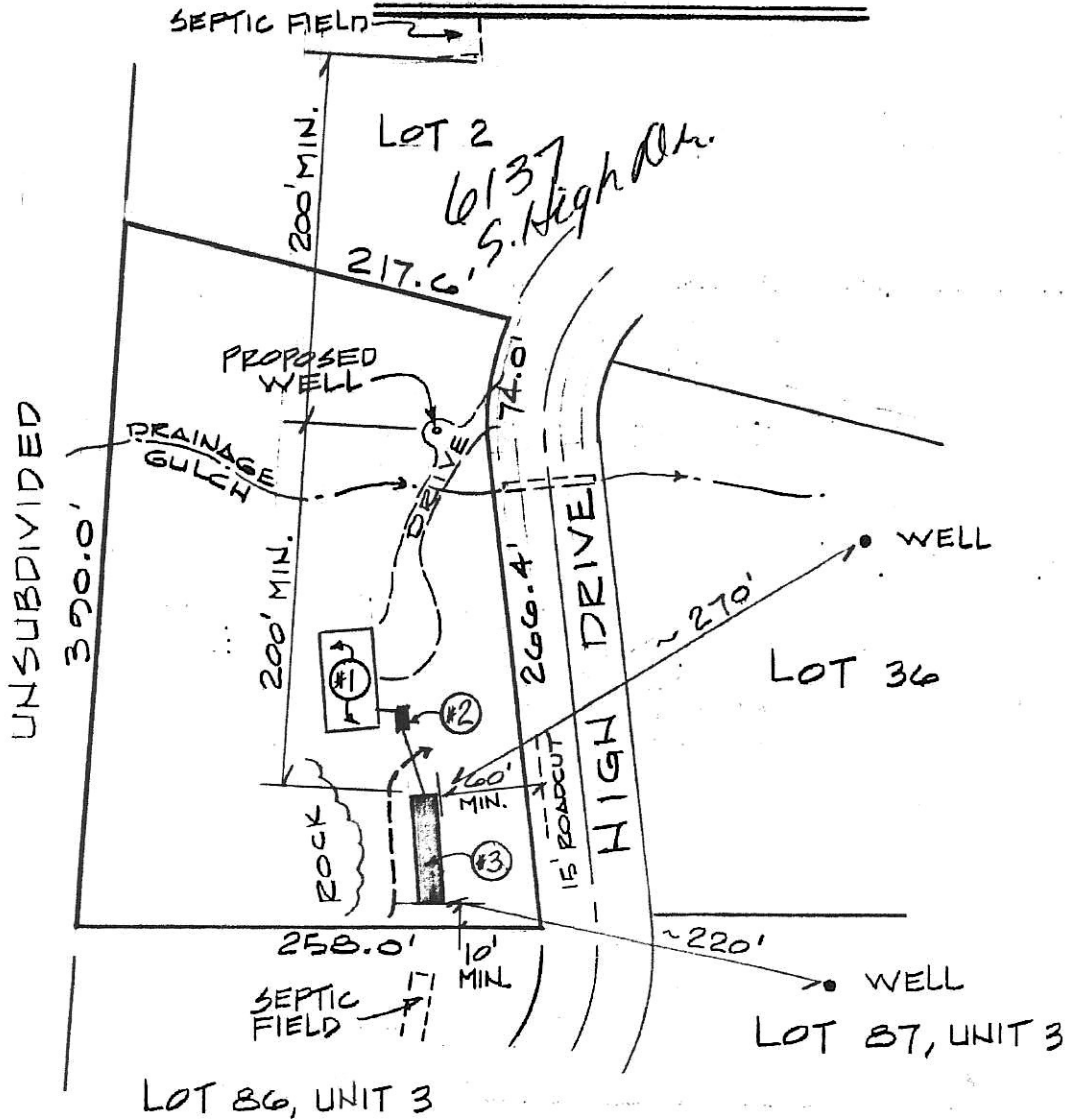 SEPTIC FIELD
200' MIN.
LOT 2
6137
S. High Dr.
217.6'
PROPOSED
WELL
74.0'
DRAINAGE
GULCH
DRIVE
UNSUBDIVIDED
390.0'
200' MIN.
266.4'
HIGH DRIVE
WELL
~ 270'
LOT 36
#1
#2
60'
MIN.
15' ROADCUT
ROCK
#3
258.0'
10'
MIN.
~220'
WELL
SEPTIC
FIELD
LOT 87, UNIT 3
LOT 86, UNIT 3